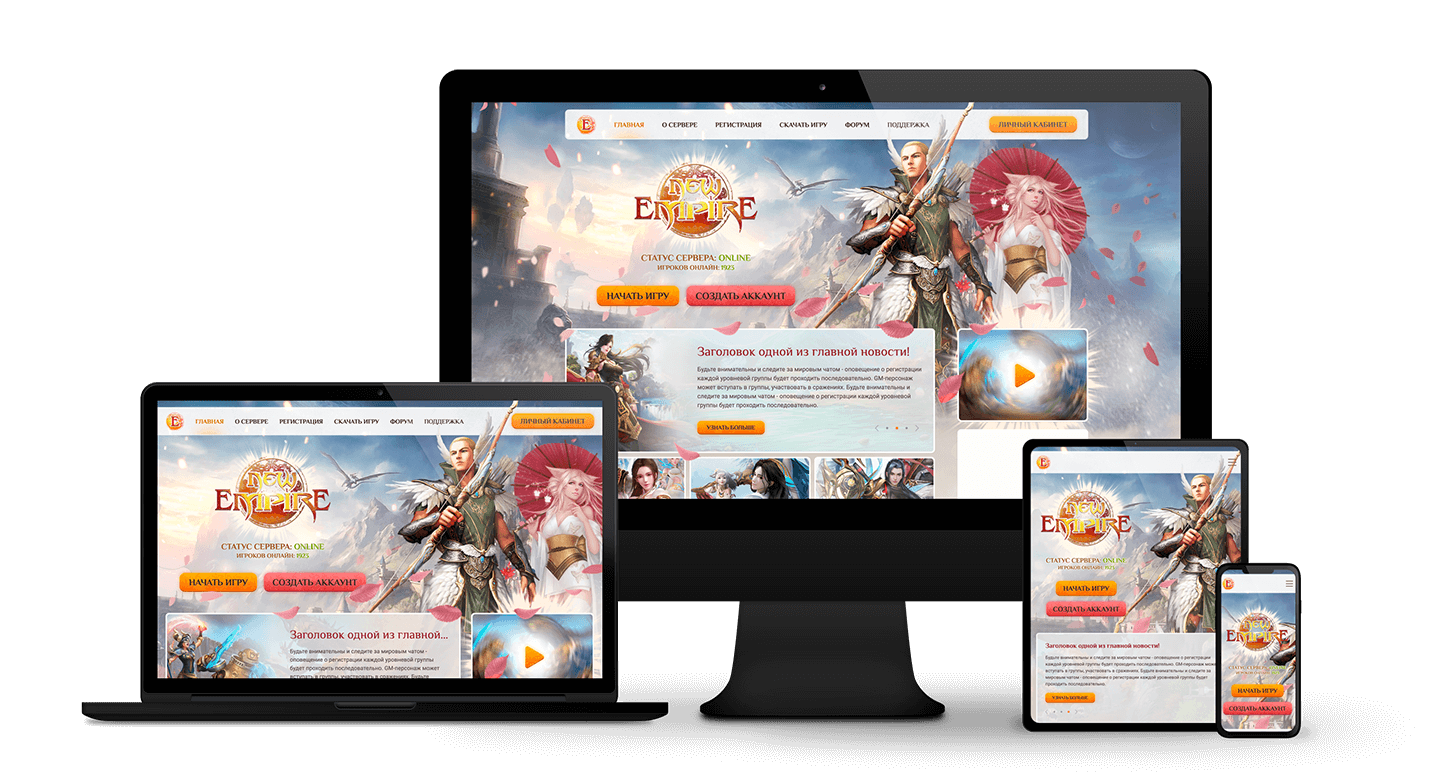 E
ГЛАВНАЯ О СЕРВЕРЕ РЕГИСТРАЦИЯ СКАЧАТЬ ИГРУ ФОРУМ ПОДДЕРЖКА ЛИЧНЫЙ КАБИНЕТ
NEW
EMPIRE
СТАТУС СЕРВЕРА: ONLINE
ИГРОКОВ ОНЛАЙН: 1923
НАЧАТЬ ИГРУ СОЗДАТЬ АККАУНТ
Заголовок одной из главной новости!
Будьте внимательны и следите за мировым чатом - оповещение о регистрации
каждой уровневой группы будет проходить последовательно. GM-персонаж
может вступать в группы, участвовать в сражениях. Будьте внимательны и
следите за мировым чатом - оповещение о регистрации каждой уровневой
группы будет проходить последовательно.
УЗНАТЬ БОЛЬШЕ
E
ГЛАВНАЯ О СЕРВЕРЕ РЕГИСТРАЦИЯ СКАЧАТЬ ИГРУ ФОРУМ ПОДДЕРЖКА ЛИЧНЫЙ КАБИНЕТ
NEW
EMPIRE
СТАТУС СЕРВЕРА: ONLINE
ИГРОКОВ ОНЛАЙН: 1923
НАЧАТЬ ИГРУ СОЗДАТЬ АККАУНТ
Заголовок одной из главной...
Будьте внимательны и следите за мировым чатом -
оповещение о регистрации каждой уровневой группы
будет проходить последовательно. GM-персонаж может
вступать в группы, участвовать в сражениях. Будьте
E
NEW
EMPIRE
СТАТУС СЕРВЕРА: ONLINE
ИГРОКОВ ОНЛАЙН: 1923
НАЧАТЬ ИГРУ
СОЗДАТЬ АККАУНТ
Заголовок одной из главной новости!
Будьте внимательны и следите за мировым чатом - оповещение о регистрации
каждой уровневой группы будет проходить последовательно. GM-персонаж може
вступать в группы, участвовать в сражениях. Будьте внимательны и следите за
мировым чатом - оповещение о регистрации каждой уровневой группы будет
проходить последовательно.
УЗНАТЬ БОЛЬШЕ
E
NEW
EMPIRE
СТАТУС СЕРВЕРА:
НАЧАТЬ ИГРУ
СОЗДАТЬ АККАУНТ